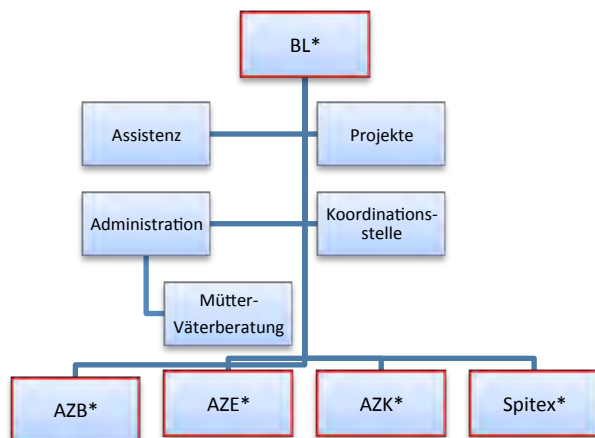 BL*
Assistenz
Projekte
Administration
Koordinations-
stelle
Mütter-
Väterberatung
AZB*
AZE*
AZK*
Spitex*